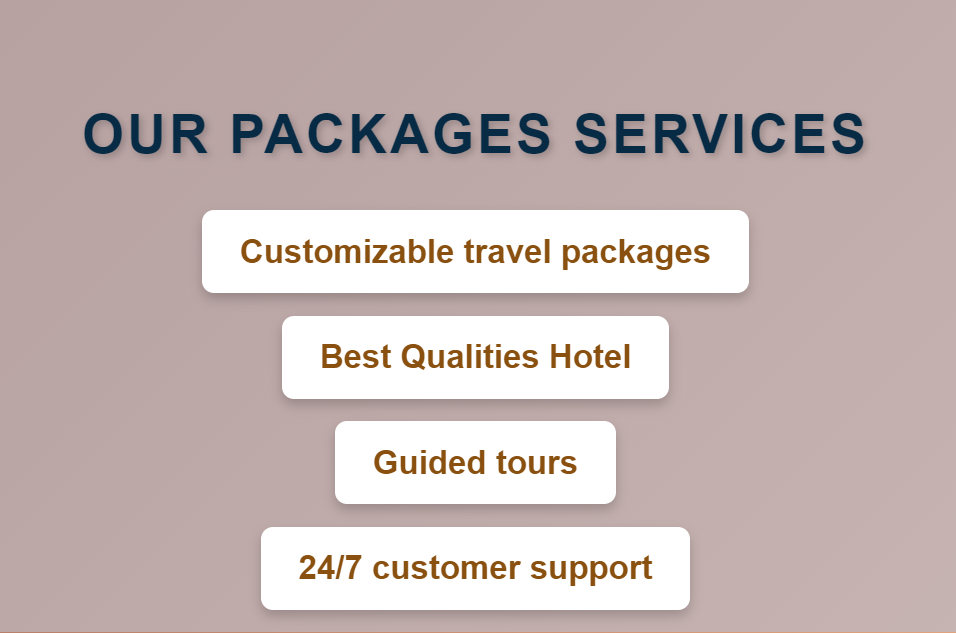 OUR PACKAGES SERVICES
Customizable travel packages
Best Qualities Hotel
Guided tours
24/7 customer support